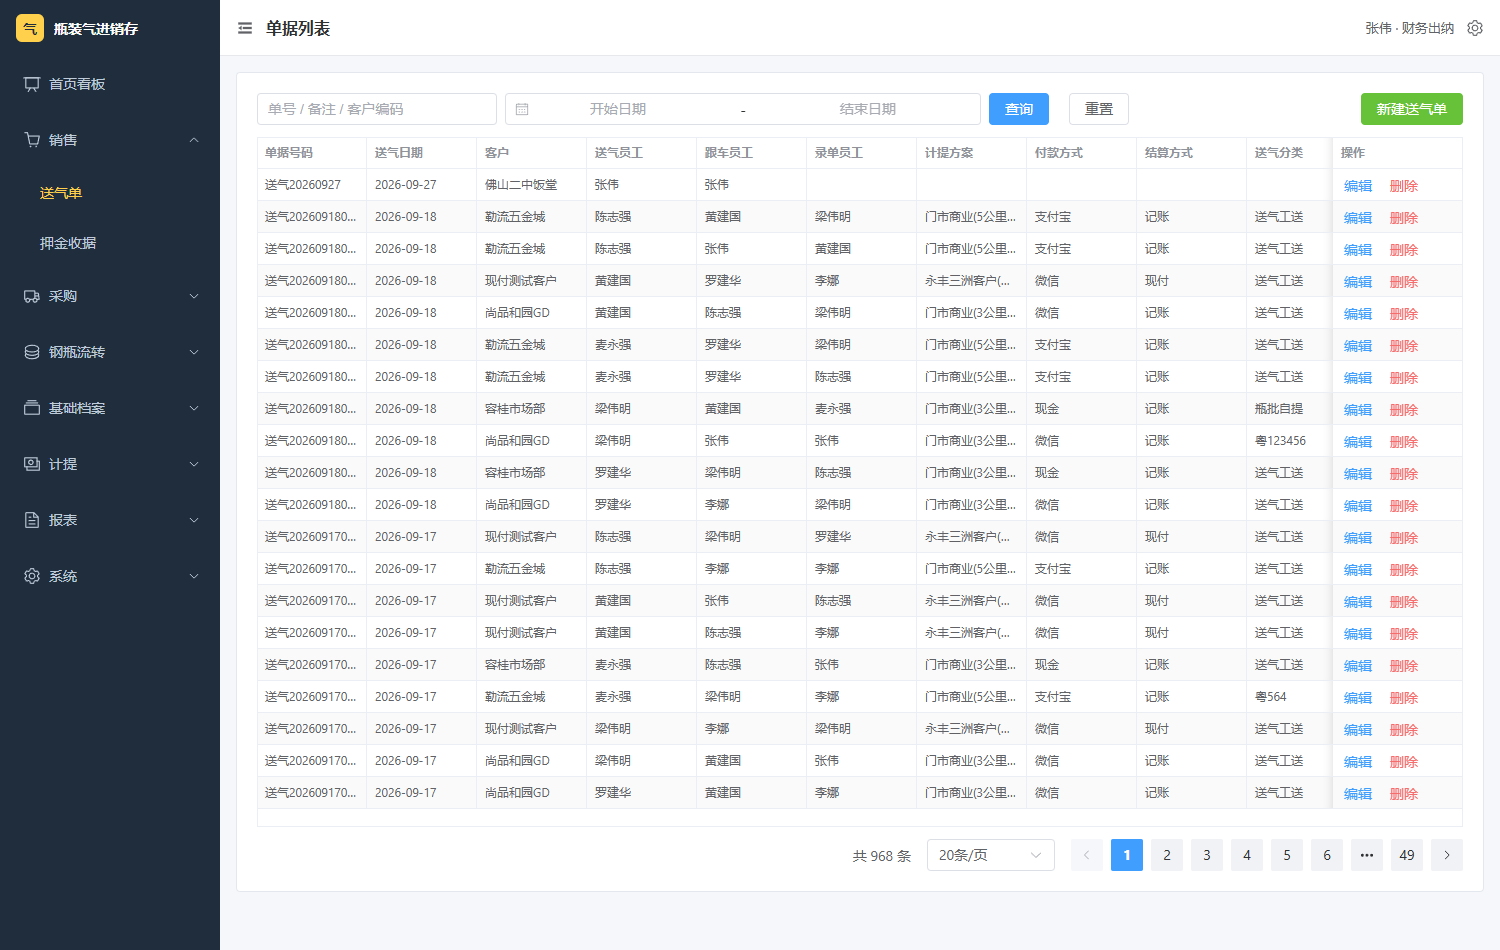 气 瓶装气进销存
首页看板
销售
送气单
押金收据
采购
钢瓶流转
基础档案
计提
报表
系统
单据列表
张伟 · 财务出纳
单号 / 备注 / 客户编码 开始日期 - 结束日期 查询 重置 新建送气单
单据号码 送气日期 客户 送气员工 跟车员工 录单员工 计提方案 付款方式 结算方式 送气分类 操作
送气20260927 2026-09-27 佛山二中饭堂 张伟 张伟 编辑 删除
送气202609180... 2026-09-18 勒流五金城 陈志强 黄建国 梁伟明 门市商业(5公里... 支付宝 记账 送气工送 编辑 删除
送气202609180... 2026-09-18 勒流五金城 陈志强 张伟 黄建国 门市商业(5公里... 支付宝 记账 送气工送 编辑 删除
送气202609180... 2026-09-18 现付测试客户 黄建国 罗建华 李娜 永丰三洲客户(... 微信 现付 送气工送 编辑 删除
送气202609180... 2026-09-18 尚品和园GD 黄建国 陈志强 梁伟明 门市商业(3公里... 微信 记账 送气工送 编辑 删除
送气202609180... 2026-09-18 勒流五金城 麦永强 罗建华 梁伟明 门市商业(5公里... 支付宝 记账 送气工送 编辑 删除
送气202609180... 2026-09-18 勒流五金城 麦永强 罗建华 陈志强 门市商业(5公里... 支付宝 记账 送气工送 编辑 删除
送气202609180... 2026-09-18 容桂市场部 梁伟明 黄建国 麦永强 门市商业(3公里... 现金 记账 瓶批自提 编辑 删除
送气202609180... 2026-09-18 尚品和园GD 梁伟明 张伟 张伟 门市商业(3公里... 微信 记账 粤123456 编辑 删除
送气202609180... 2026-09-18 容桂市场部 罗建华 梁伟明 陈志强 门市商业(3公里... 现金 记账 送气工送 编辑 删除
送气202609180... 2026-09-18 尚品和园GD 罗建华 李娜 梁伟明 门市商业(3公里... 微信 记账 送气工送 编辑 删除
送气202609170... 2026-09-17 现付测试客户 陈志强 梁伟明 罗建华 永丰三洲客户(... 微信 现付 送气工送 编辑 删除
送气202609170... 2026-09-17 勒流五金城 陈志强 李娜 李娜 门市商业(5公里... 支付宝 记账 送气工送 编辑 删除
送气202609170... 2026-09-17 现付测试客户 黄建国 张伟 陈志强 永丰三洲客户(... 微信 现付 送气工送 编辑 删除
送气202609170... 2026-09-17 现付测试客户 黄建国 陈志强 李娜 永丰三洲客户(... 微信 现付 送气工送 编辑 删除
送气202609170... 2026-09-17 容桂市场部 麦永强 陈志强 张伟 门市商业(3公里... 现金 记账 送气工送 编辑 删除
送气202609170... 2026-09-17 勒流五金城 麦永强 梁伟明 李娜 门市商业(5公里... 支付宝 记账 粤564 编辑 删除
送气202609170... 2026-09-17 现付测试客户 梁伟明 李娜 梁伟明 永丰三洲客户(... 微信 现付 送气工送 编辑 删除
送气202609170... 2026-09-17 尚品和园GD 梁伟明 黄建国 张伟 门市商业(3公里... 微信 记账 送气工送 编辑 删除
送气202609170... 2026-09-17 尚品和园GD 罗建华 黄建国 李娜 门市商业(3公里... 微信 记账 送气工送 编辑 删除
共 968 条 20条/页 1 2 3 4 5 6 ••• 49